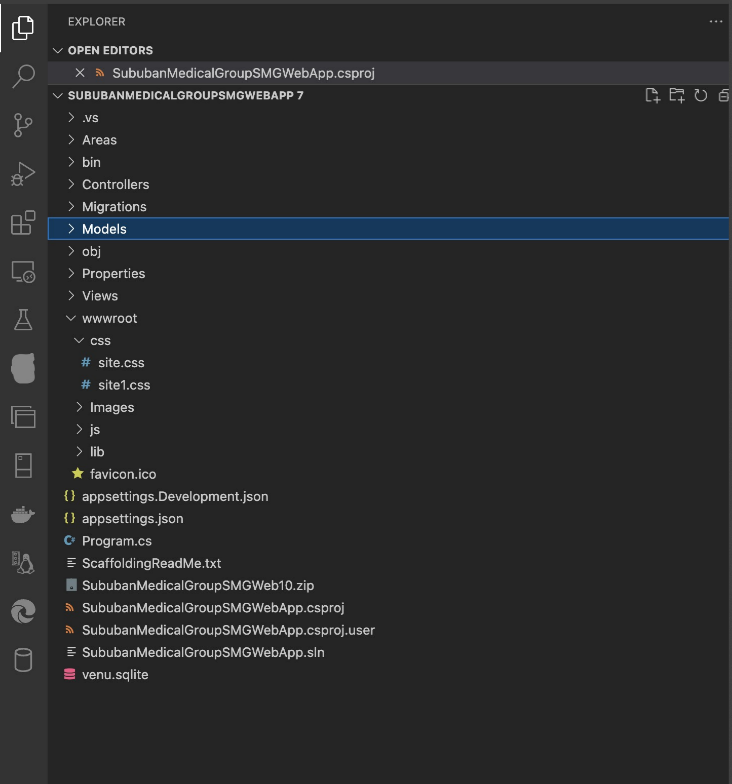 EXPLORER
OPEN EDITORS
SububanMedicalGroupSMGWebApp.csproj
SUBUBANMEDICALGROUPSMGWEBAPP 7
.vs
Areas
bin
Controllers
Migrations
Models
obj
Properties
Views
wwwroot
css
# site.css
# site1.css
Images
js
lib
favicon.ico
{} appsettings.Development.json
{} appsettings.json
C# Program.cs
ScaffoldingReadMe.txt
SububanMedicalGroupSMGWeb10.zip
SububanMedicalGroupSMGWebApp.csproj
SububanMedicalGroupSMGWebApp.csproj.user
SububanMedicalGroupSMGWebApp.sln
venu.sqlite